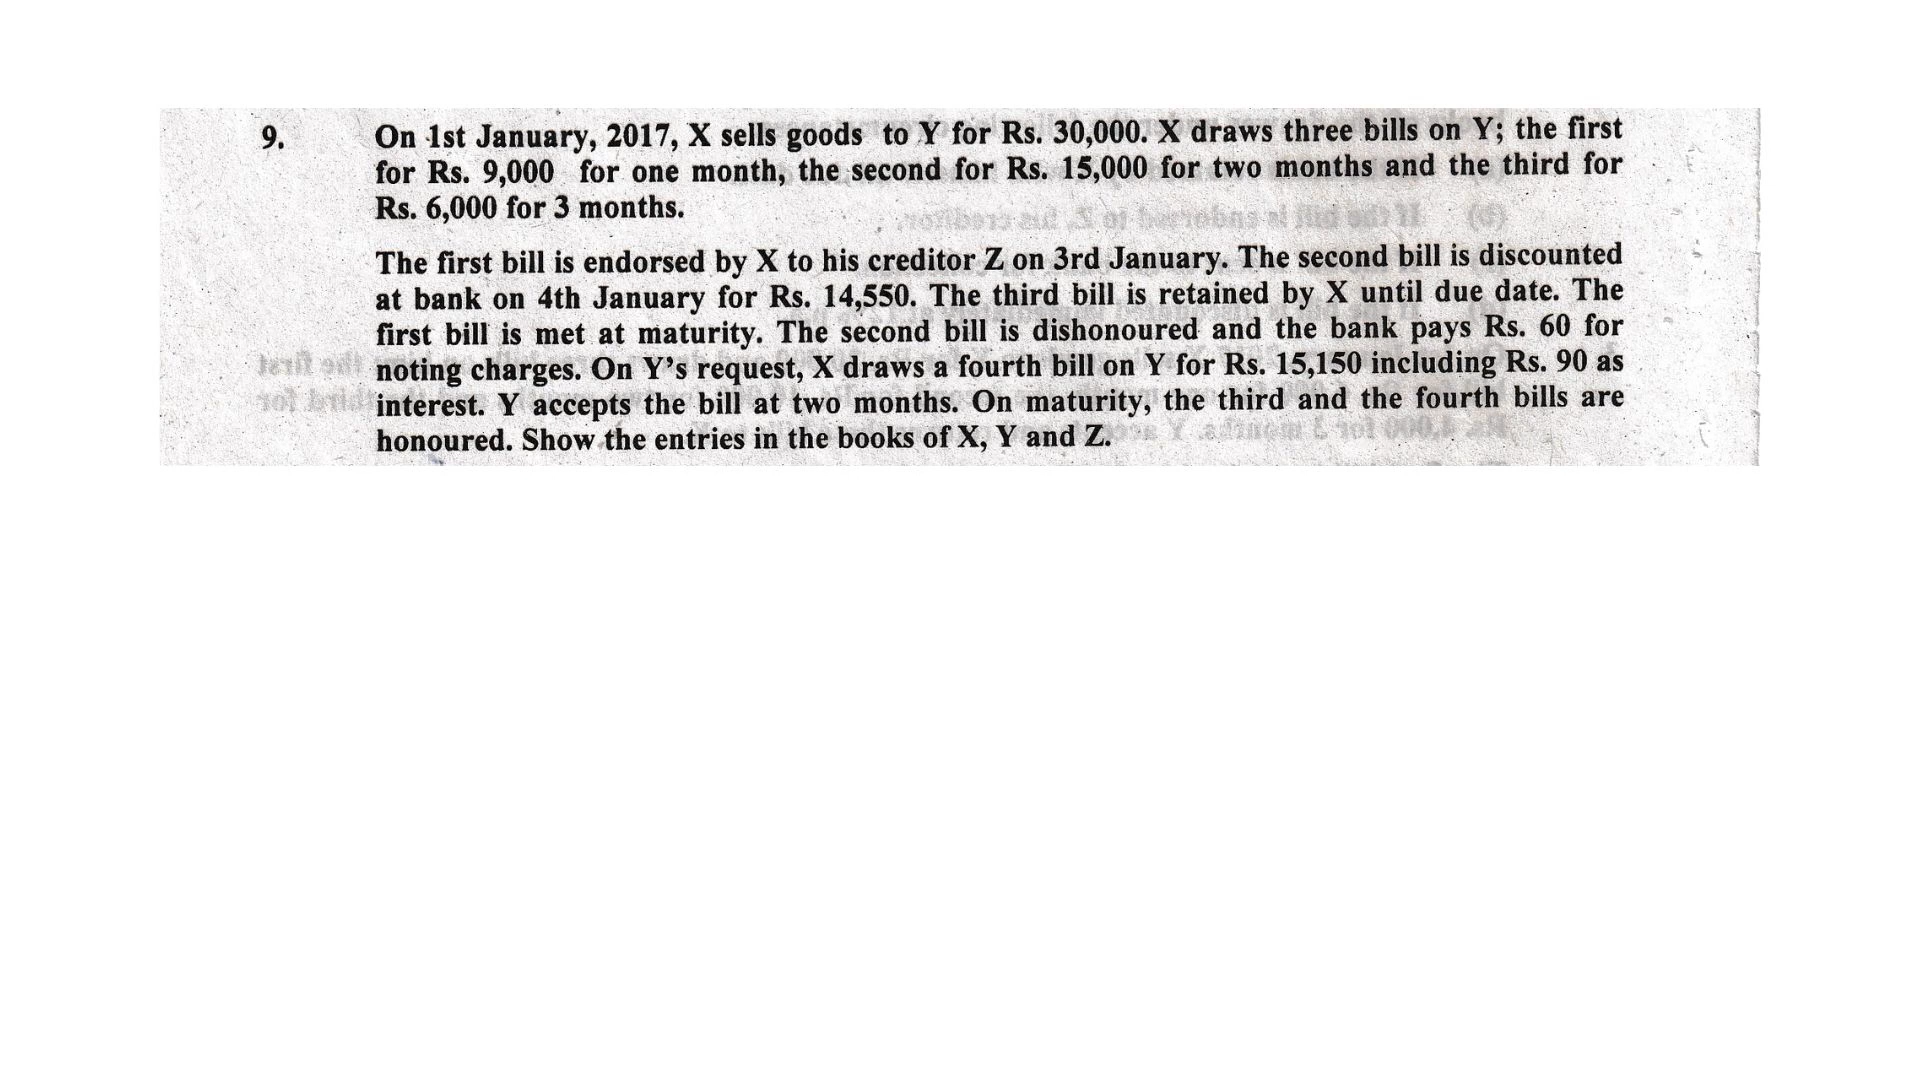 9. On 1st January, 2017, X sells goods to Y for Rs. 30,000. X draws three bills on Y; the first
for Rs. 9,000 for one month, the second for Rs. 15,000 for two months and the third for
Rs. 6,000 for 3 months.
The first bill is endorsed by X to his creditor Z on 3rd January. The second bill is discounted
at bank on 4th January for Rs. 14,550. The third bill is retained by X until due date. The
first bill is met at maturity. The second bill is dishonoured and the bank pays Rs. 60 for
noting charges. On Y's request, X draws a fourth bill on Y for Rs. 15,150 including Rs. 90 as
interest. Y accepts the bill at two months. On maturity, the third and the fourth bills are
honoured. Show the entries in the books of X, Y and Z.